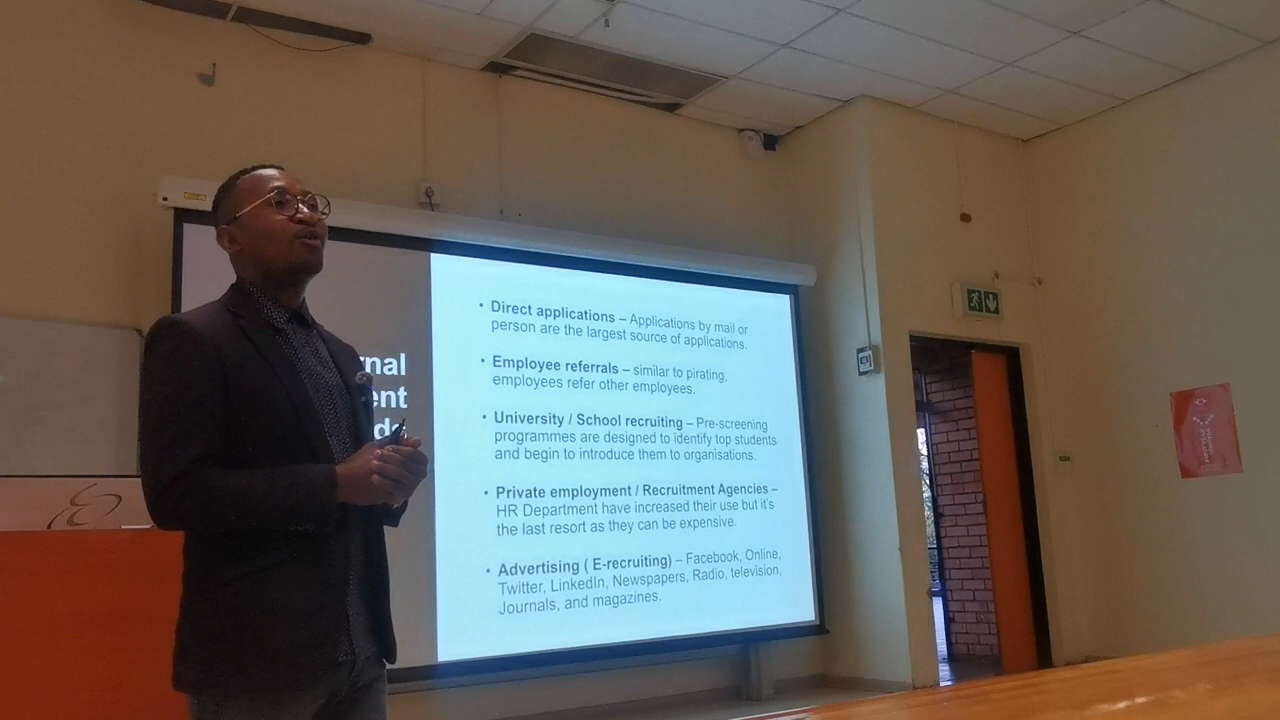 rnal
ent
ds
• Direct applications – Applications by mail or
person are the largest source of applications.
• Employee referrals – similar to pirating,
employees refer other employees.
• University / School recruiting – Pre-screening
programmes are designed to identify top students
and begin to introduce them to organisations.
• Private employment / Recruitment Agencies –
HR Department have increased their use but it's
the last resort as they can be expensive.
• Advertising ( E-recruiting) – Facebook, Online,
Twitter, LinkedIn, Newspapers, Radio, television,
Journals, and magazines.